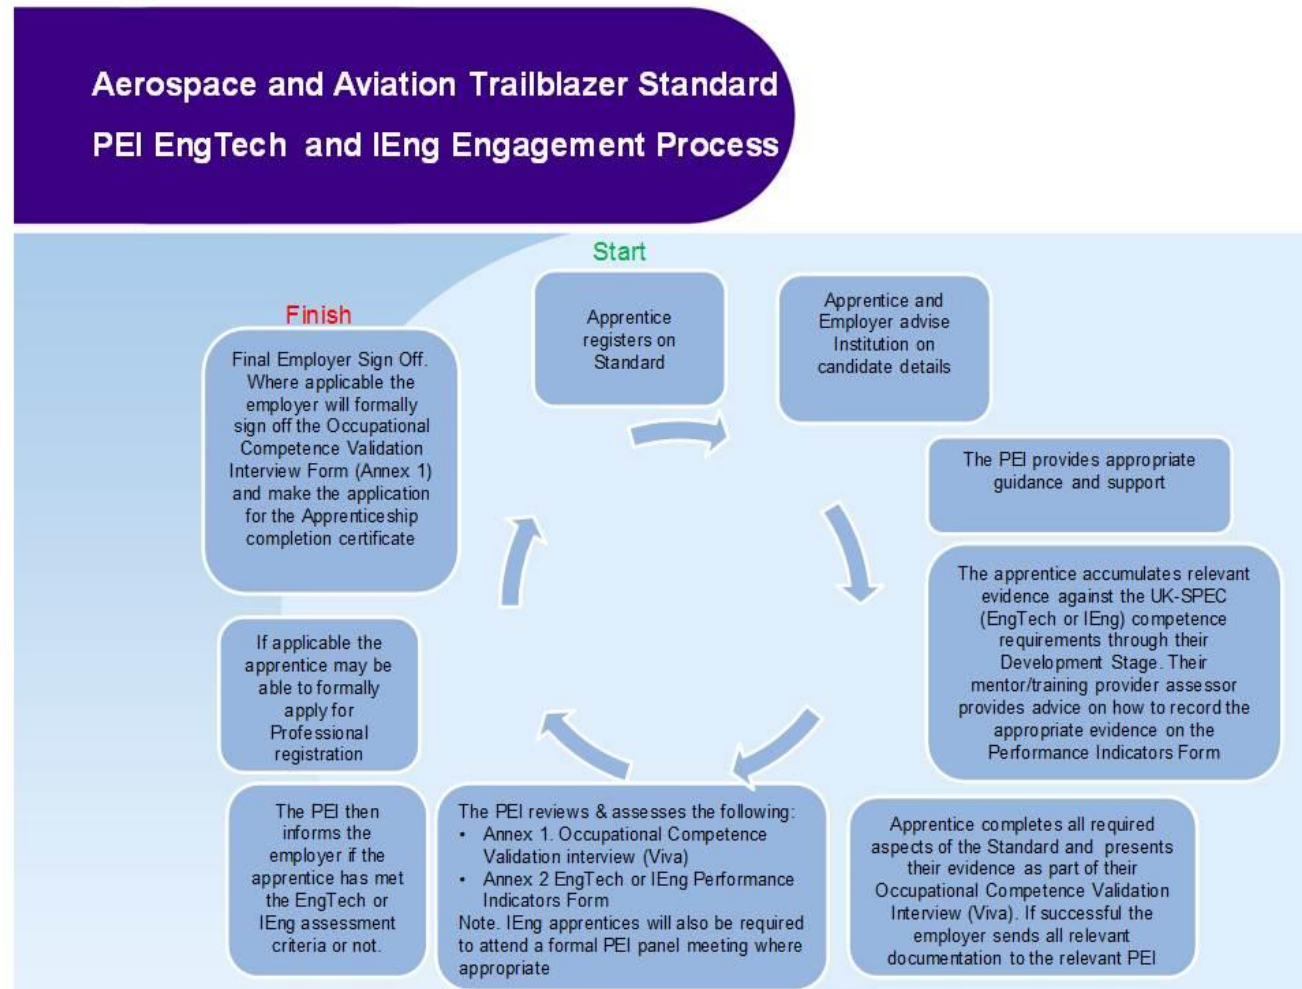 Aerospace and Aviation Trailblazer Standard
PEI EngTech and IEng Engagement Process
Start
Apprentice
registers on
Standard
Apprentice and
Employer advise
Institution on
candidate details
The PEI provides appropriate
guidance and support
The apprentice accumulates relevant
evidence against the UK-SPEC
(EngTech or IEng) competence
requirements through their
Development Stage. Their
mentor/training provider assessor
provides advice on how to record the
appropriate evidence on the
Performance Indicators Form
Apprentice completes all required
aspects of the Standard and presents
their evidence as part of their
Occupational Competence Validation
Interview (Viva). If successful the
employer sends all relevant
documentation to the relevant PEI
The PEI reviews & assesses the following:
• Annex 1. Occupational Competence
Validation interview (Viva)
• Annex 2 EngTech or IEng Performance
Indicators Form
Note. IEng apprentices will also be required
to attend a formal PEI panel meeting where
appropriate
The PEI then
informs the
employer if the
apprentice has met
the EngTech or
IEng assessment
criteria or not.
If applicable the
apprentice may be
able to formally
apply for
Professional
registration
Finish
Final Employer Sign Off.
Where applicable the
employer will formally
sign off the Occupational
Competence Validation
Interview Form (Annex 1)
and make the application
for the Apprenticeship
completion certificate